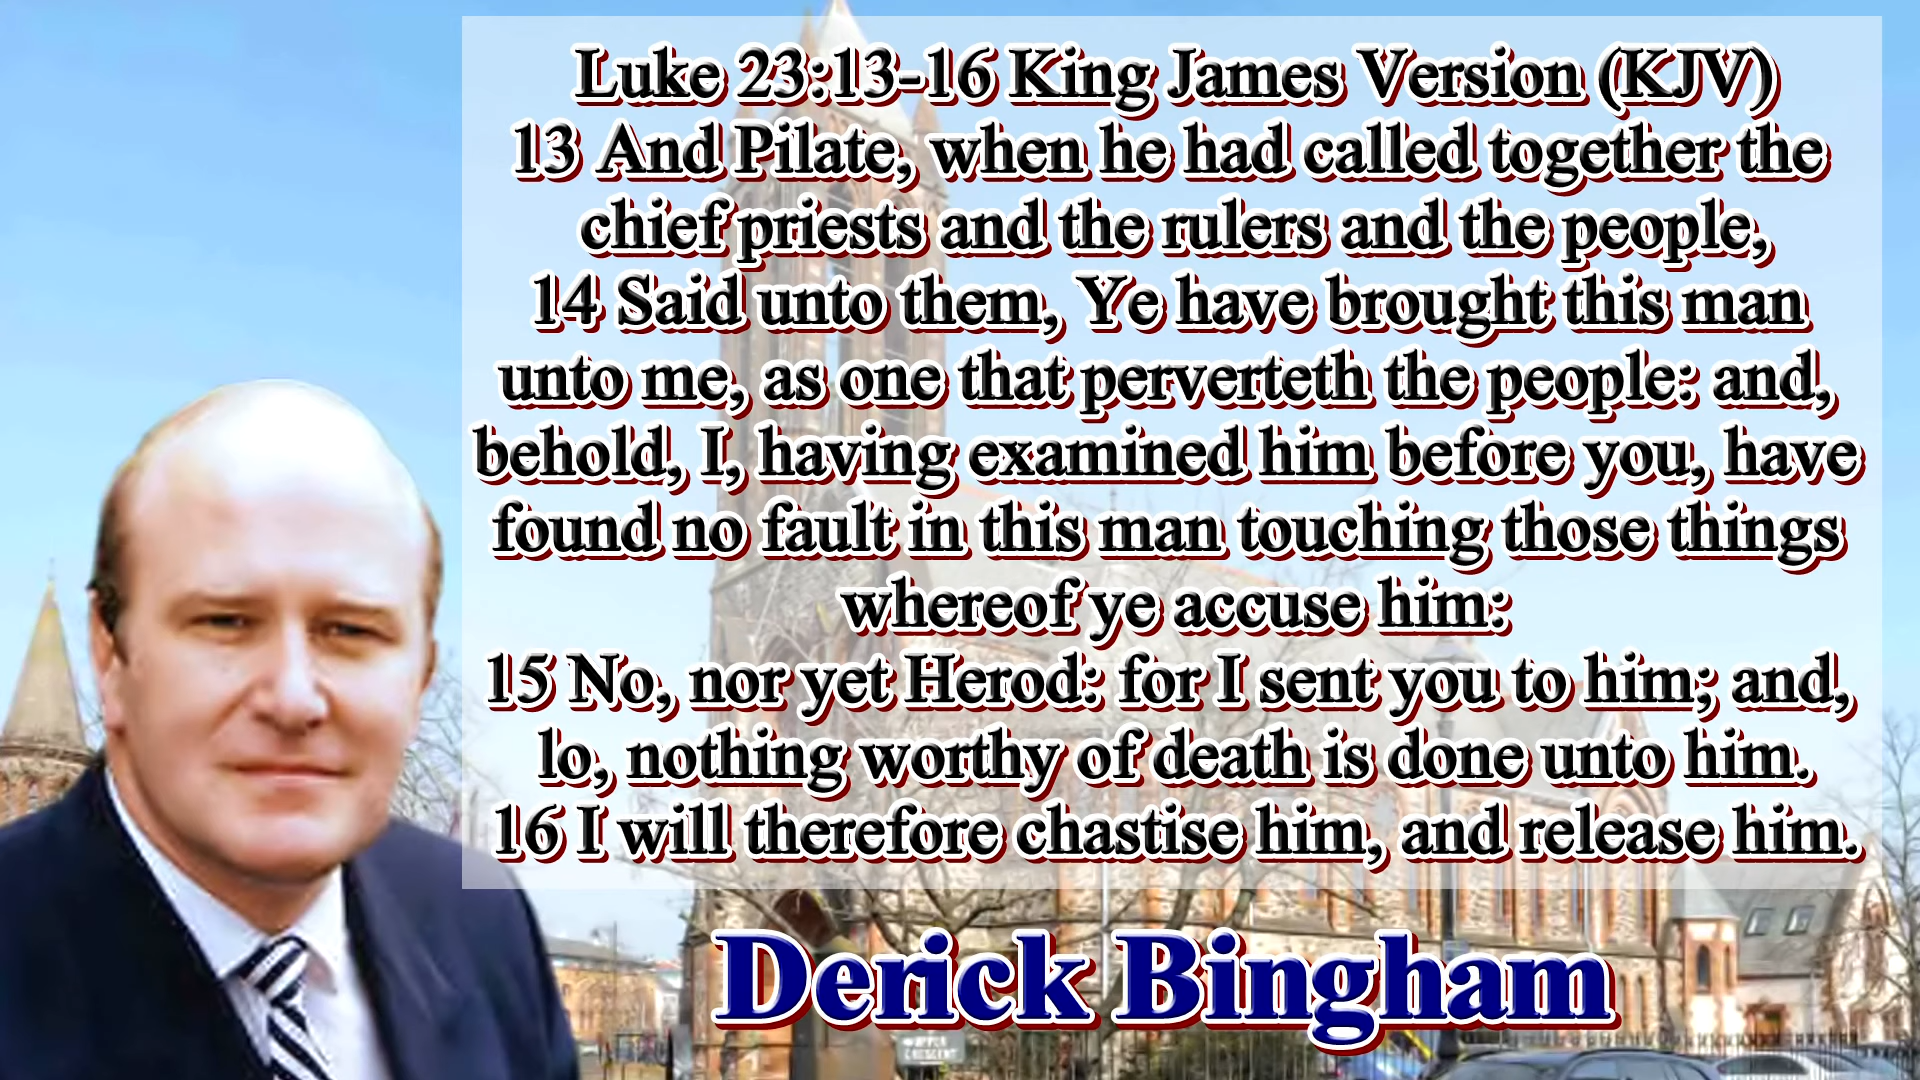 Luke 23:13-16 King James Version (KJV)
13 And Pilate, when he had called together the
chief priests and the rulers and the people,
14 Said unto them, Ye have brought this man
unto me, as one that perverteth the people: and,
behold, I, having examined him before you, have
found no fault in this man touching those things
whereof ye accuse him:
15 No, nor yet Herod: for I sent you to him; and,
lo, nothing worthy of death is done unto him.
16 I will therefore chastise him, and release him.
Derick Bingham
UPPER
CRESCENT